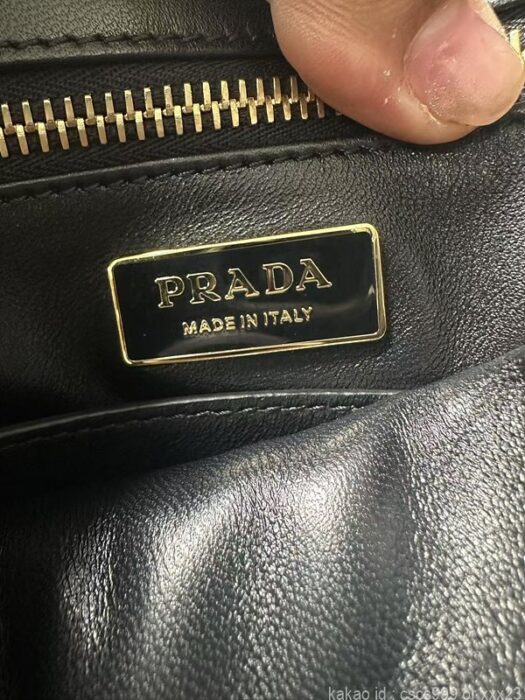 PRADA
MADE IN ITALY
kakao id :